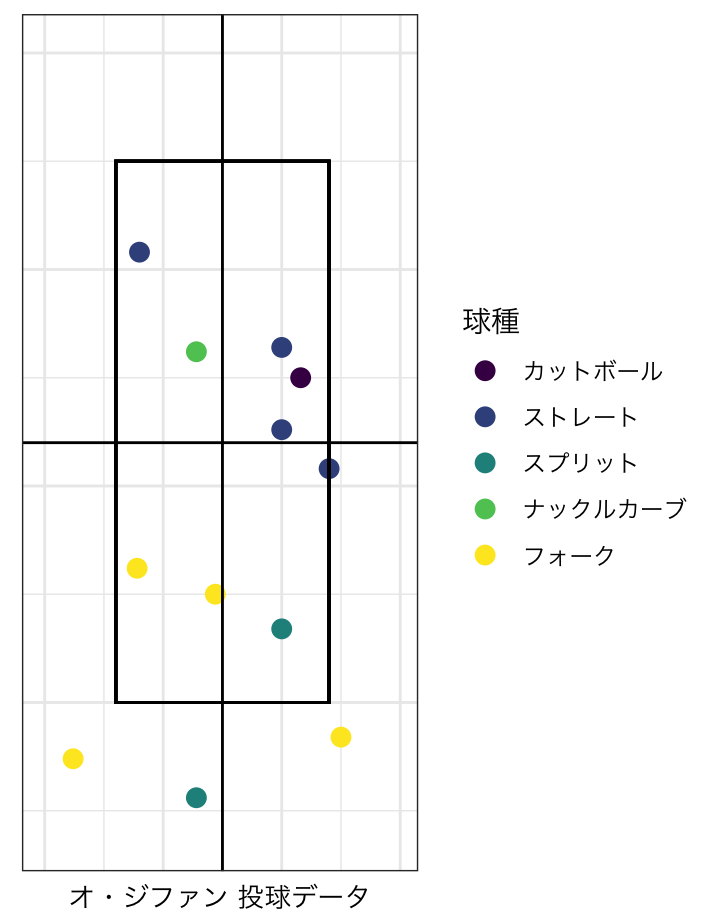 球種
カットボール
ストレート
スプリット
ナックルカーブ
フォーク
オ・ジファン 投球データ